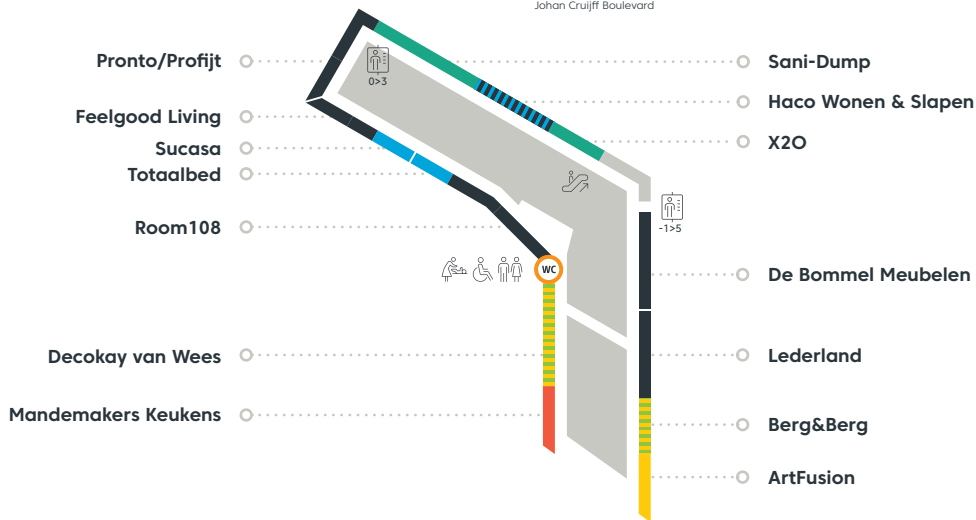 Johan Cruijff Boulevard
Pronto/Profijt
Feelgood Living
Sucasa
Totaalbed
Room108
Decokay van Wees
Mandemakers Keukens
0>3
WC
-1>5
Sani-Dump
Haco Wonen & Slapen
X2O
De Bommel Meubelen
Lederland
Berg&Berg
ArtFusion